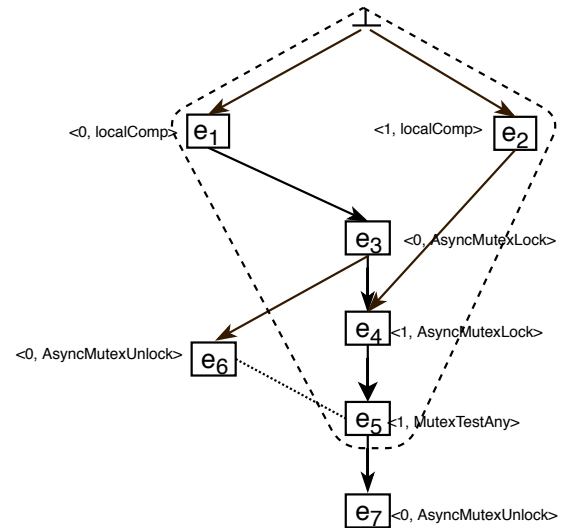 ⊥
<0, localComp>
e1
<1, localComp>
e2
e3
<0, AsyncMutexLock>
e4
<1, AsyncMutexLock>
<0, AsyncMutexUnlock>
e6
e5
<1, MutexTestAny>
e7
<0, AsyncMutexUnlock>